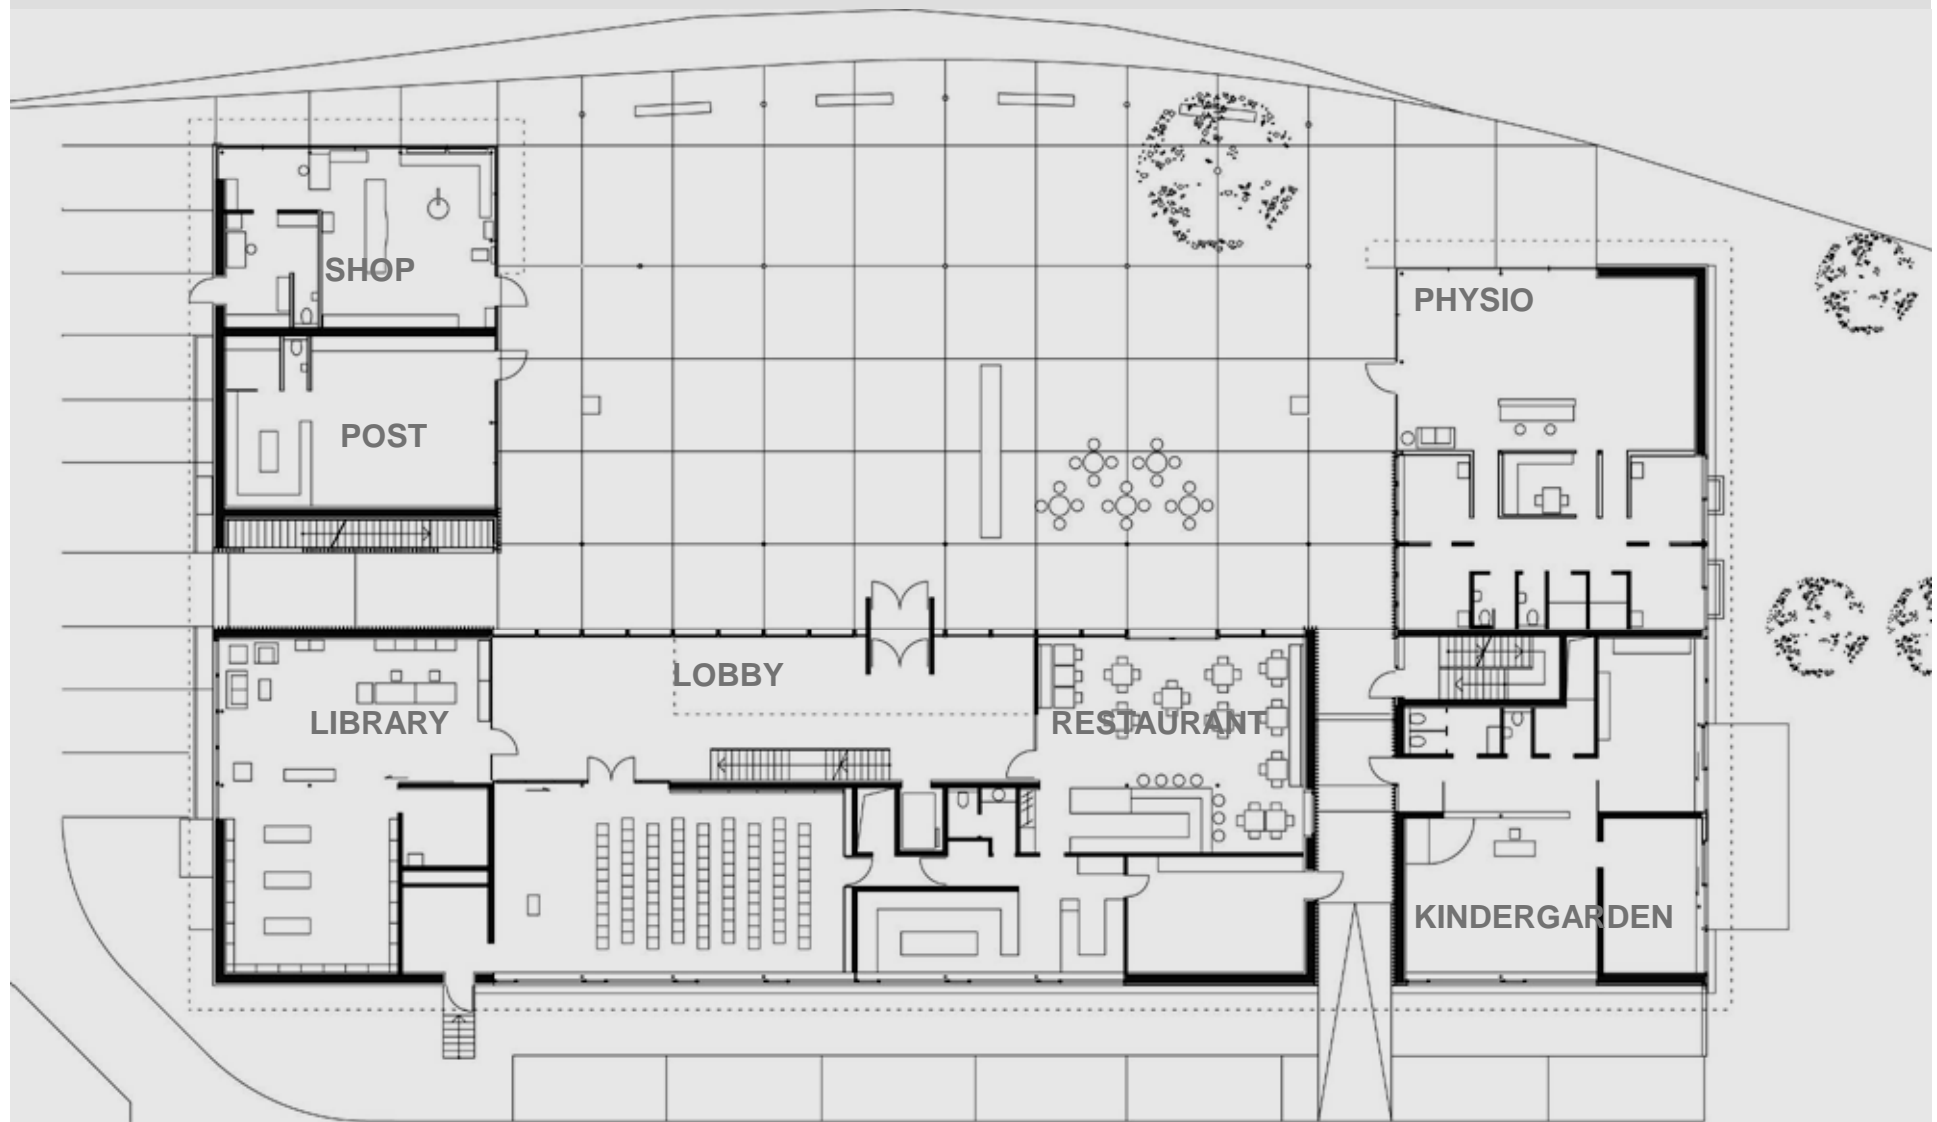 SHOP
PHYSIO
POST
LOBBY
LIBRARY
RESTAURANT
KINDERGARDEN